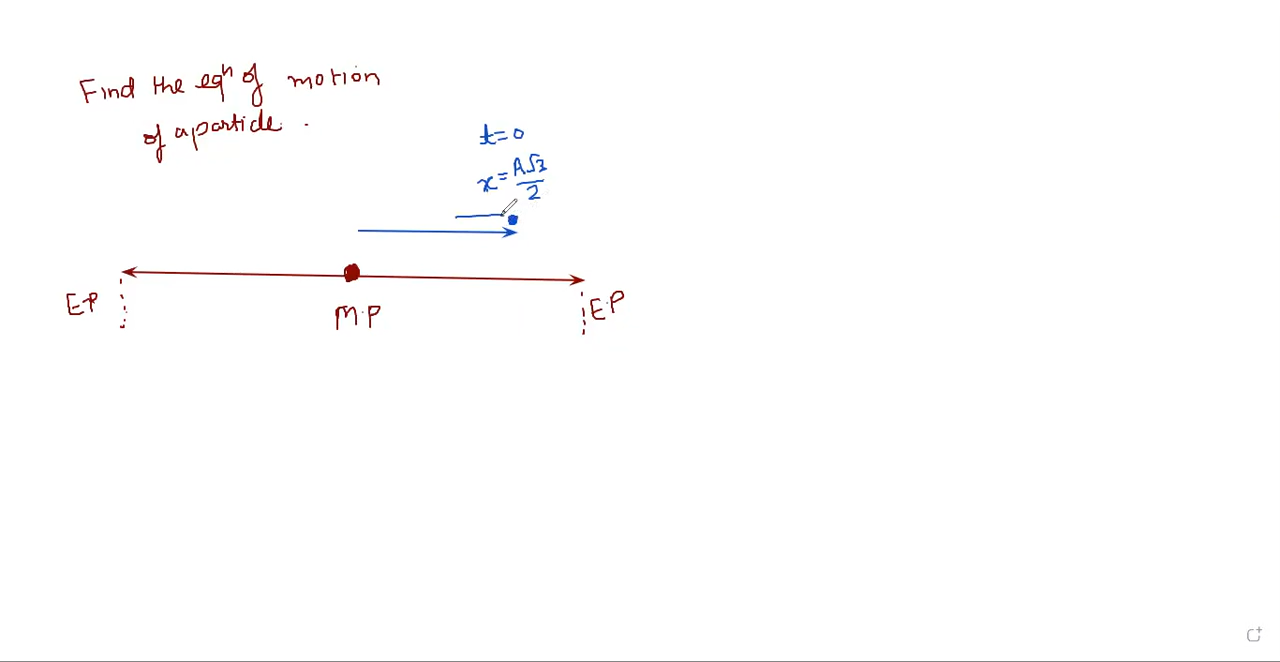 Find the eqⁿ of motion
of a particle.
t=0
x=A√3/2
E.P
M.P
E.P